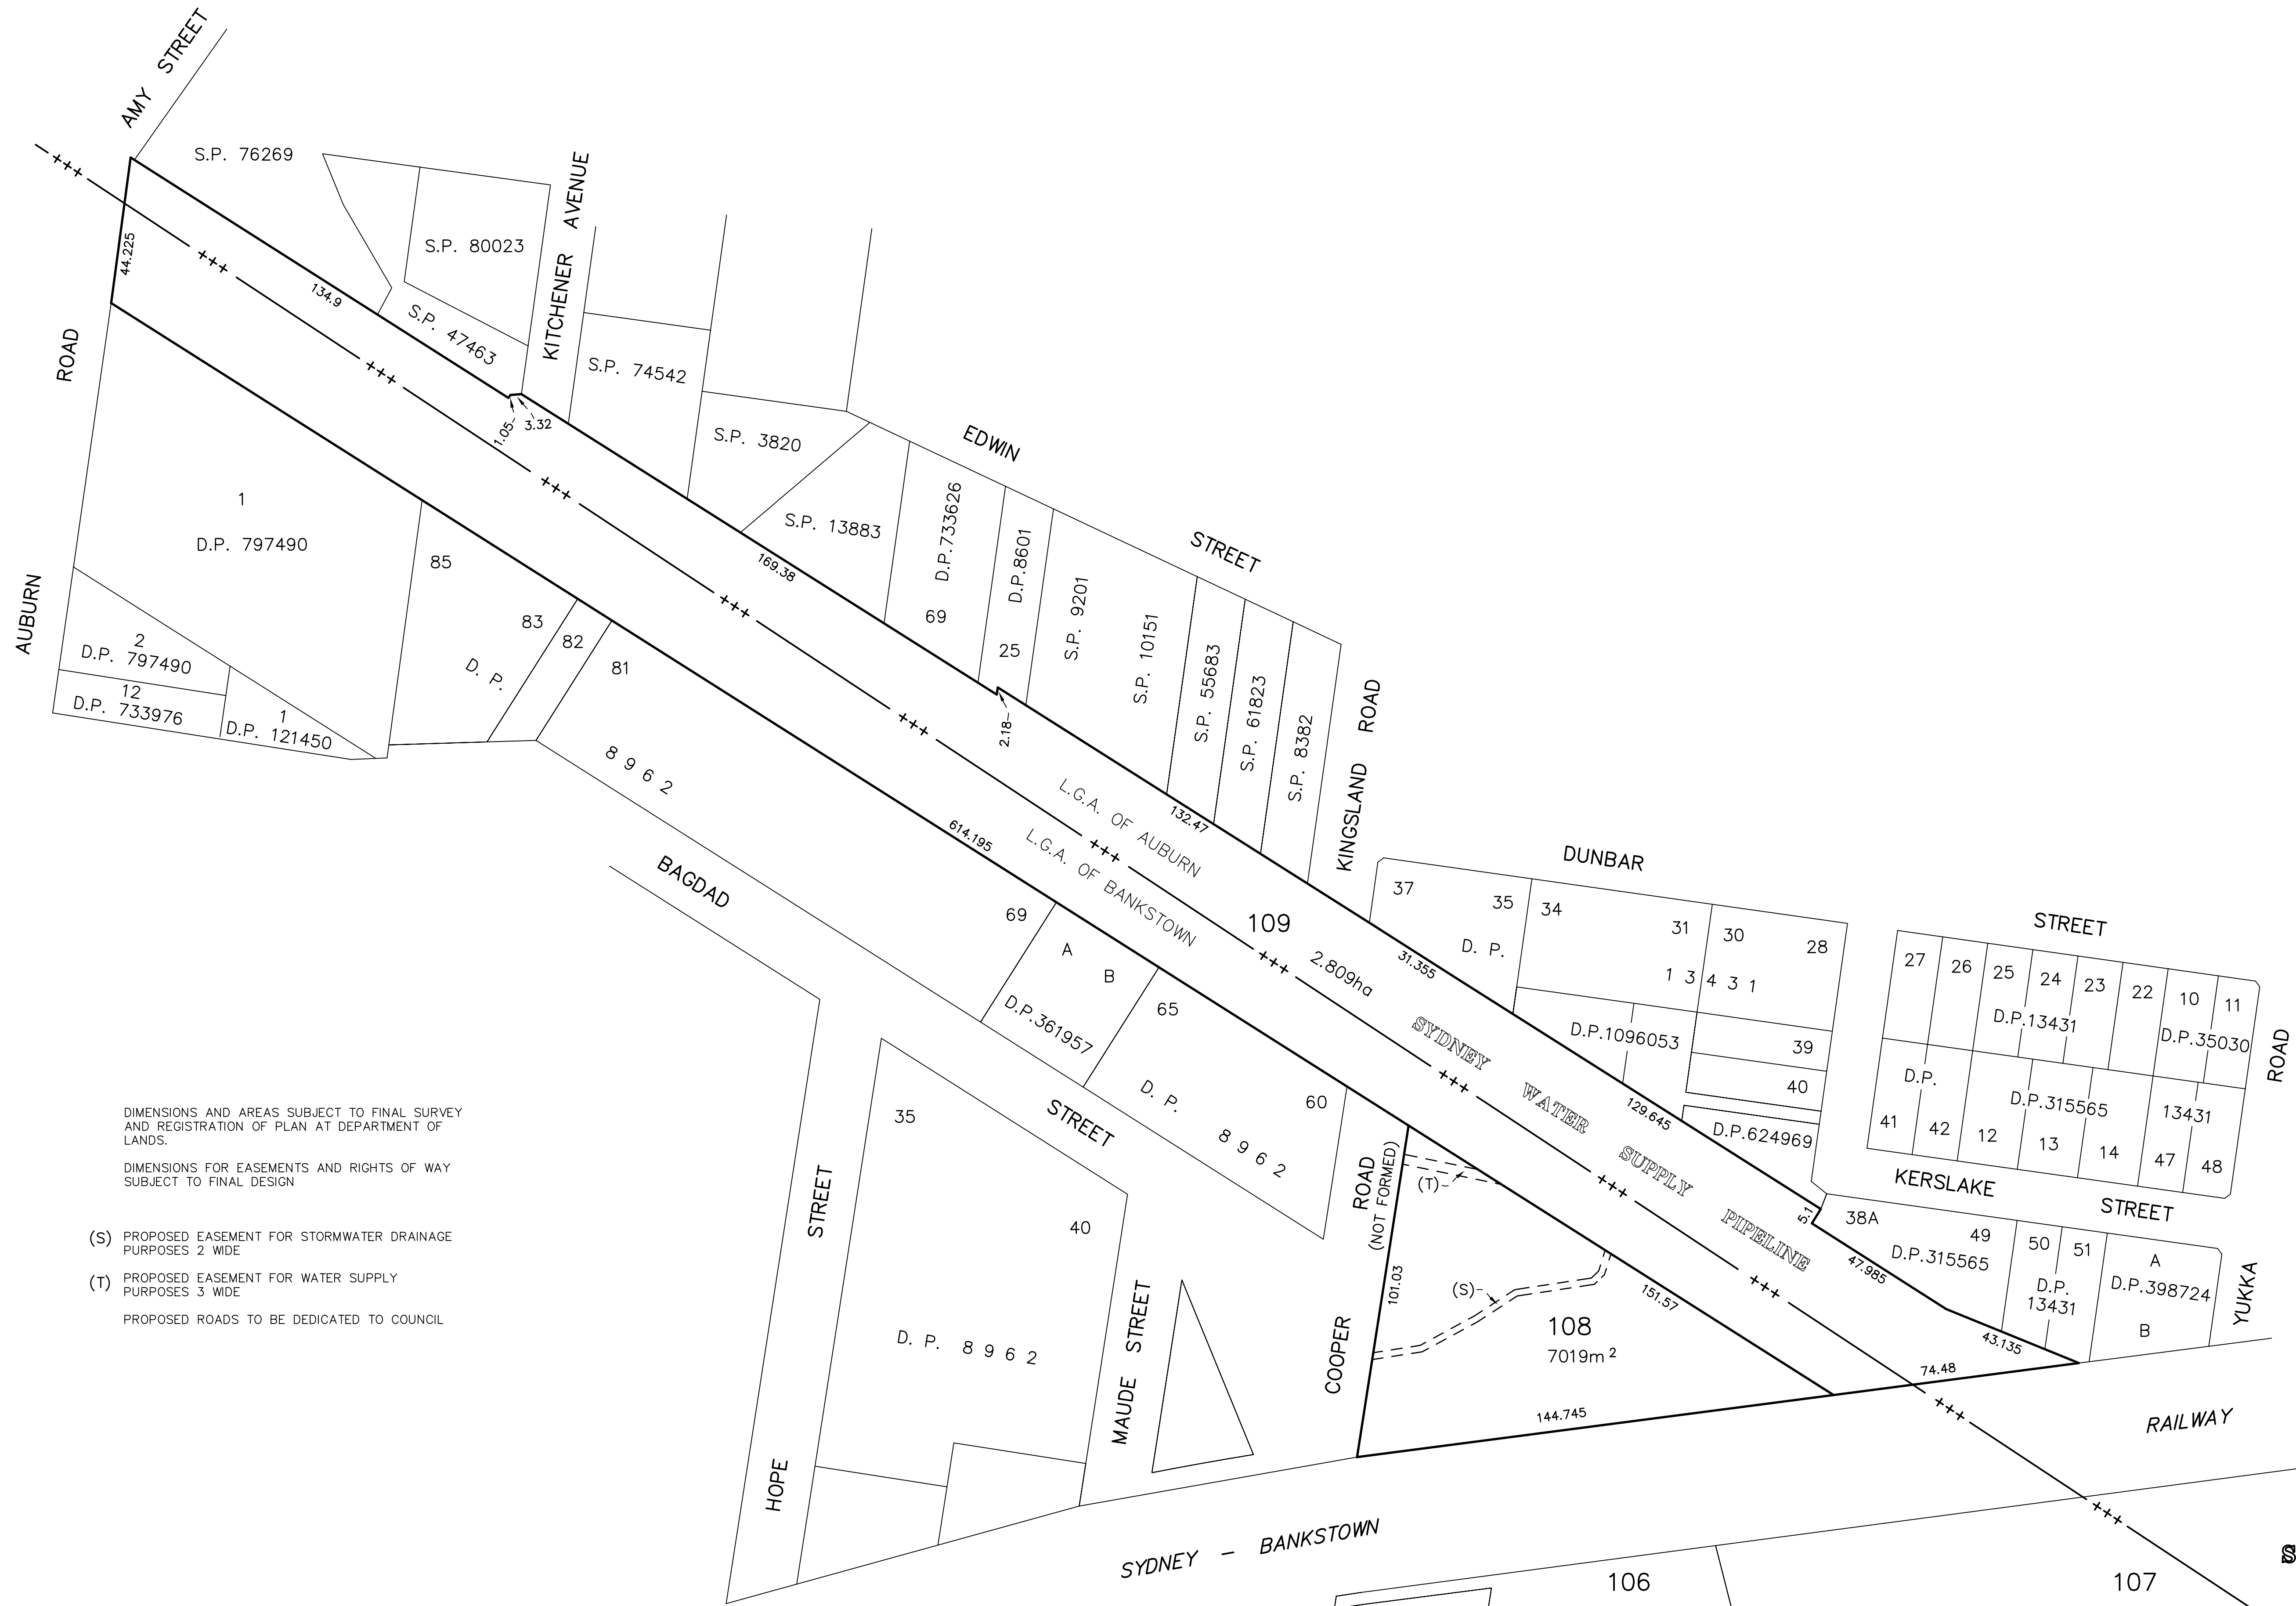 AMY STREET
S.P. 76269
KITCHENER AVENUE
S.P. 80023
44.225
134.9
S.P. 47463
ROAD
AUBURN
S.P. 74542
1.05
3.32
S.P. 3820
EDWIN
STREET
S.P. 13883
D.P.733626
69
D.P.8601
25
S.P. 9201
S.P. 10151
S.P. 55683
S.P. 61823
S.P. 8382
KINGSLAND ROAD
1
D.P. 797490
85
83
82
81
D. P.
8 9 6 2
2
D.P. 797490
12
D.P. 733976
1
D.P. 121450
169.38
2.18
132.47
614.195
L.G.A. OF AUBURN
L.G.A. OF BANKSTOWN
109
2.809ha
31.355
BAGDAD
STREET
69
A
B
D.P.361957
65
60
D. P.
8 9 6 2
DUNBAR
STREET
37
35
34
31
30
28
D. P.
1 3 4 3 1
D.P.1096053
39
40
D.P.624969
129.645
SYDNEY WATER SUPPLY PIPELINE
27
26
25
24
23
22
10
11
D.P.13431
D.P.35030
ROAD
YUKKA
D.P.
D.P.315565
13431
41
42
12
13
14
47
48
KERSLAKE
STREET
5.1
38A
49
D.P.315565
50
51
D.P.
13431
A
D.P.398724
B
47.985
43.135
74.48
35
40
D. P. 8 9 6 2
HOPE
STREET
MAUDE STREET
COOPER
ROAD
(NOT FORMED)
(T)
(S)
101.03
108
7019m²
151.57
144.745
SYDNEY – BANKSTOWN
RAILWAY
106
107
S
DIMENSIONS AND AREAS SUBJECT TO FINAL SURVEY
AND REGISTRATION OF PLAN AT DEPARTMENT OF
LANDS.
DIMENSIONS FOR EASEMENTS AND RIGHTS OF WAY
SUBJECT TO FINAL DESIGN
(S) PROPOSED EASEMENT FOR STORMWATER DRAINAGE
PURPOSES 2 WIDE
(T) PROPOSED EASEMENT FOR WATER SUPPLY
PURPOSES 3 WIDE
PROPOSED ROADS TO BE DEDICATED TO COUNCIL